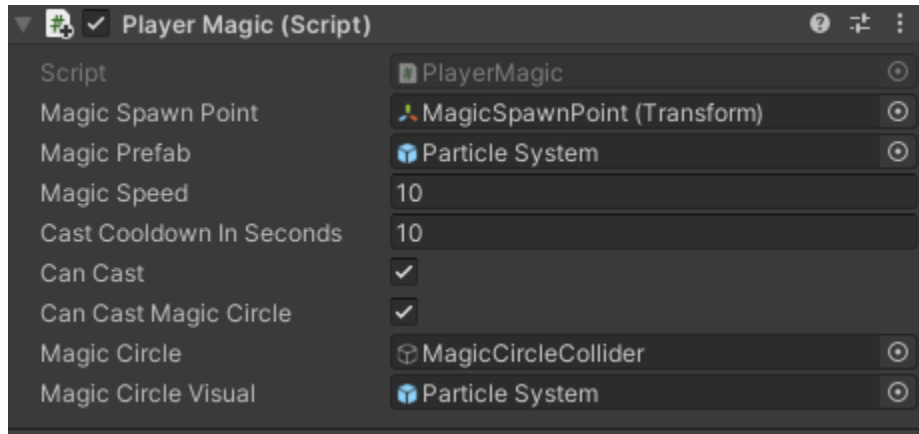 Player Magic (Script)
Script PlayerMagic
Magic Spawn Point MagicSpawnPoint (Transform)
Magic Prefab Particle System
Magic Speed 10
Cast Cooldown In Seconds 10
Can Cast
Can Cast Magic Circle
Magic Circle MagicCircleCollider
Magic Circle Visual Particle System